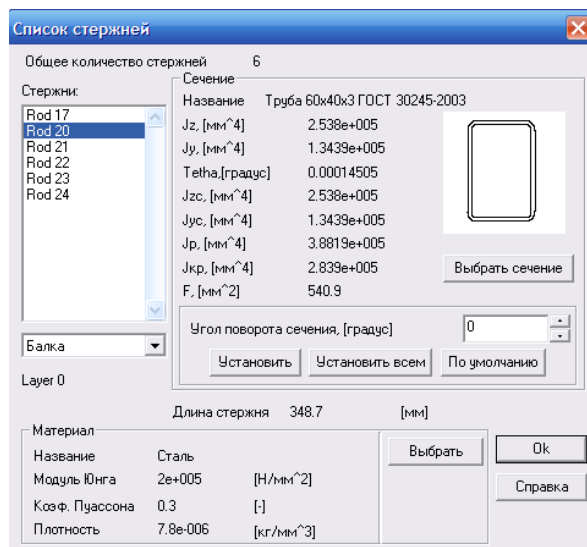 Список стержней
Общее количество стержней 6
Стержни:
Rod 17
Rod 20
Rod 21
Rod 22
Rod 23
Rod 24
Балка
Layer 0
Сечение
Название Труба 60x40x3 ГОСТ 30245-2003
Jz, [мм^4] 2.538e+005
Jy, [мм^4] 1.3439e+005
Tetha,[градус] 0.00014505
Jzc, [мм^4] 2.538e+005
Jyc, [мм^4] 1.3439e+005
Jp, [мм^4] 3.8819e+005
Jкр, [мм^4] 2.839e+005
F, [мм^2] 540.9
Выбрать сечение
Угол поворота сечения, [градус] 0
Установить Установить всем По умолчанию
Длина стержня 348.7 [мм]
Материал
Название Сталь
Модуль Юнга 2e+005 [Н/мм^2]
Коэф. Пуассона 0.3 [-]
Плотность 7.8e-006 [кг/мм^3]
Выбрать
Ok
Справка